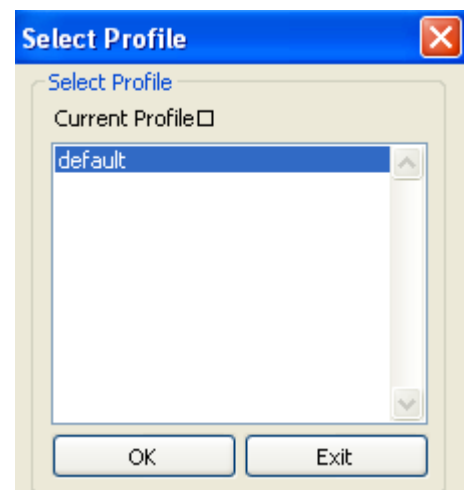 Select Profile
Select Profile
Current Profile□
default
OK
Exit